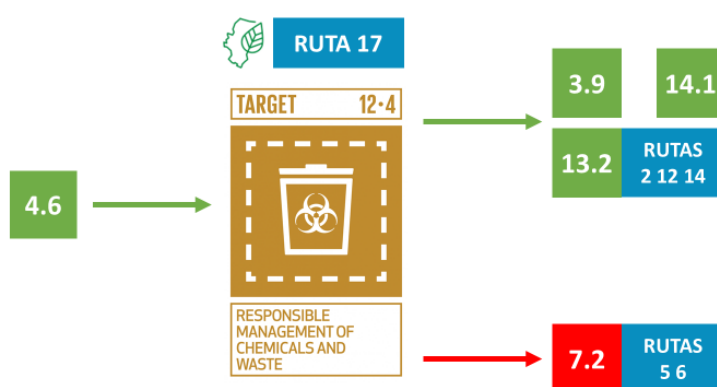 RUTA 17
TARGET 12.4
4.6
RESPONSIBLE
MANAGEMENT OF
CHEMICALS AND
WASTE
3.9
14.1
13.2
RUTAS
2 12 14
7.2
RUTAS
5 6